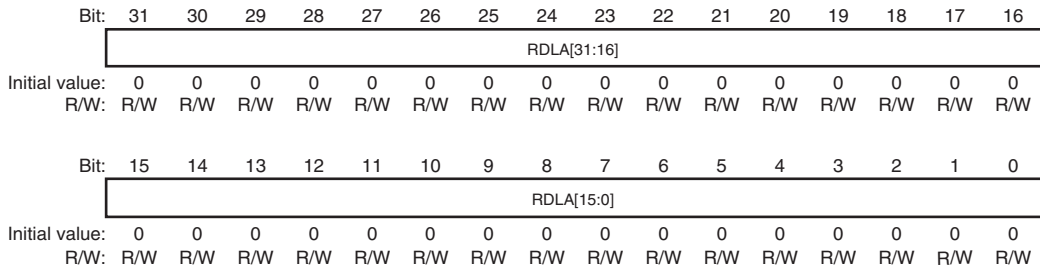 Bit: 31 30 29 28 27 26 25 24 23 22 21 20 19 18 17 16
RDLA[31:16]
Initial value: 0 0 0 0 0 0 0 0 0 0 0 0 0 0 0 0
R/W: R/W R/W R/W R/W R/W R/W R/W R/W R/W R/W R/W R/W R/W R/W R/W R/W
Bit: 15 14 13 12 11 10 9 8 7 6 5 4 3 2 1 0
RDLA[15:0]
Initial value: 0 0 0 0 0 0 0 0 0 0 0 0 0 0 0 0
R/W: R/W R/W R/W R/W R/W R/W R/W R/W R/W R/W R/W R/W R/W R/W R/W R/W